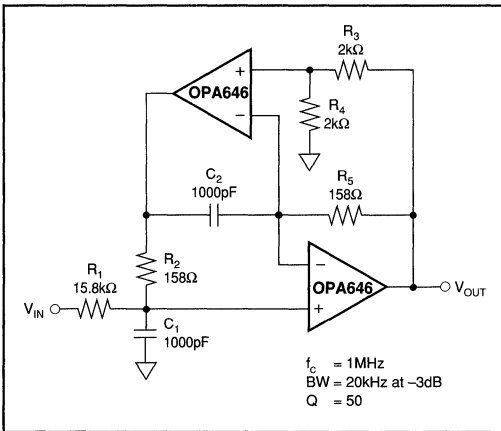 R3
2kΩ
+
OPA646
–
R4
2kΩ
C2
1000pF
R5
158Ω
R2
158Ω
R1
15.8kΩ
–
OPA646
+
VOUT
VIN
C1
1000pF
fc = 1MHz
BW = 20kHz at –3dB
Q = 50